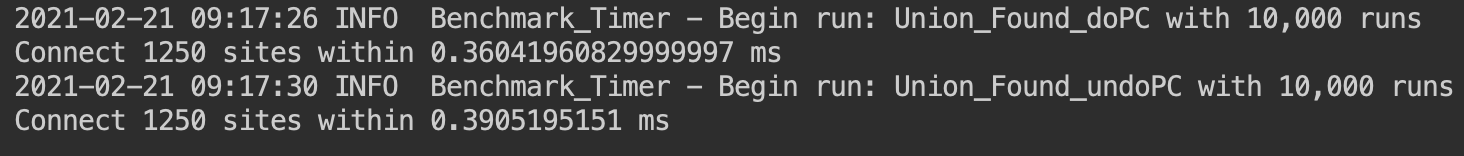 2021-02-21 09:17:26 INFO  Benchmark_Timer - Begin run: Union_Found_doPC with 10,000 runs
Connect 1250 sites within 0.36041960829999997 ms
2021-02-21 09:17:30 INFO  Benchmark_Timer - Begin run: Union_Found_undoPC with 10,000 runs
Connect 1250 sites within 0.3905195151 ms